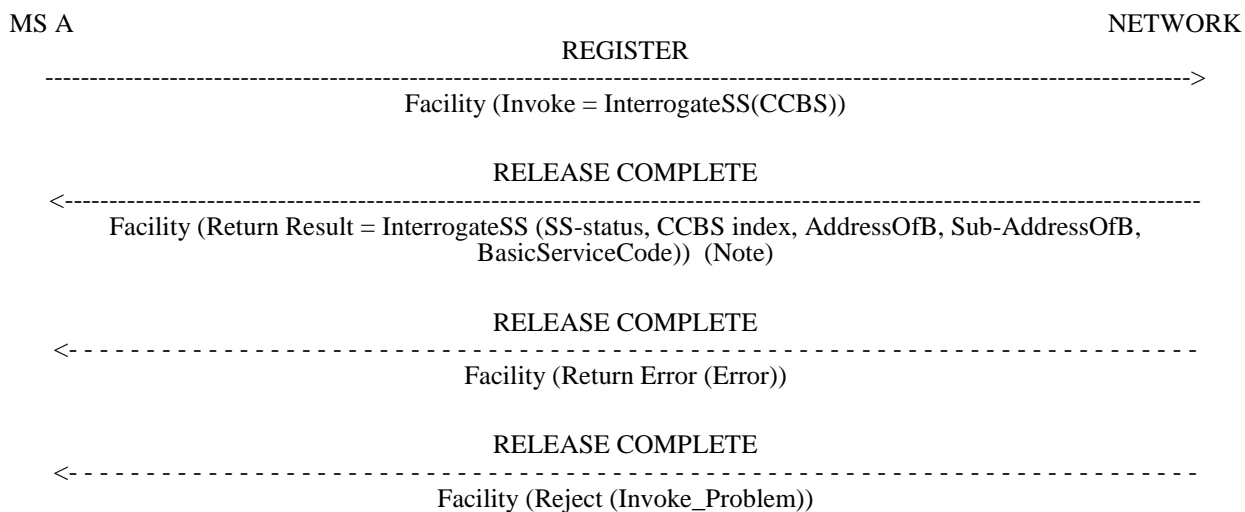 MS A NETWORK
REGISTER
------------------------------------------------------------------------------------------------------------------------------------>
Facility (Invoke = InterrogateSS(CCBS))
RELEASE COMPLETE
<------------------------------------------------------------------------------------------------------------------------------------
Facility (Return Result = InterrogateSS (SS-status, CCBS index, AddressOfB, Sub-AddressOfB,
BasicServiceCode)) (Note)
RELEASE COMPLETE
<- - - - - - - - - - - - - - - - - - - - - - - - - - - - - - - - - - - - - - - - - - - - - - - - - - - - - - - - - - - - - - - - - - - - - - - - -
Facility (Return Error (Error))
RELEASE COMPLETE
<- - - - - - - - - - - - - - - - - - - - - - - - - - - - - - - - - - - - - - - - - - - - - - - - - - - - - - - - - - - - - - - - - - - - - - - - -
Facility (Reject (Invoke_Problem))